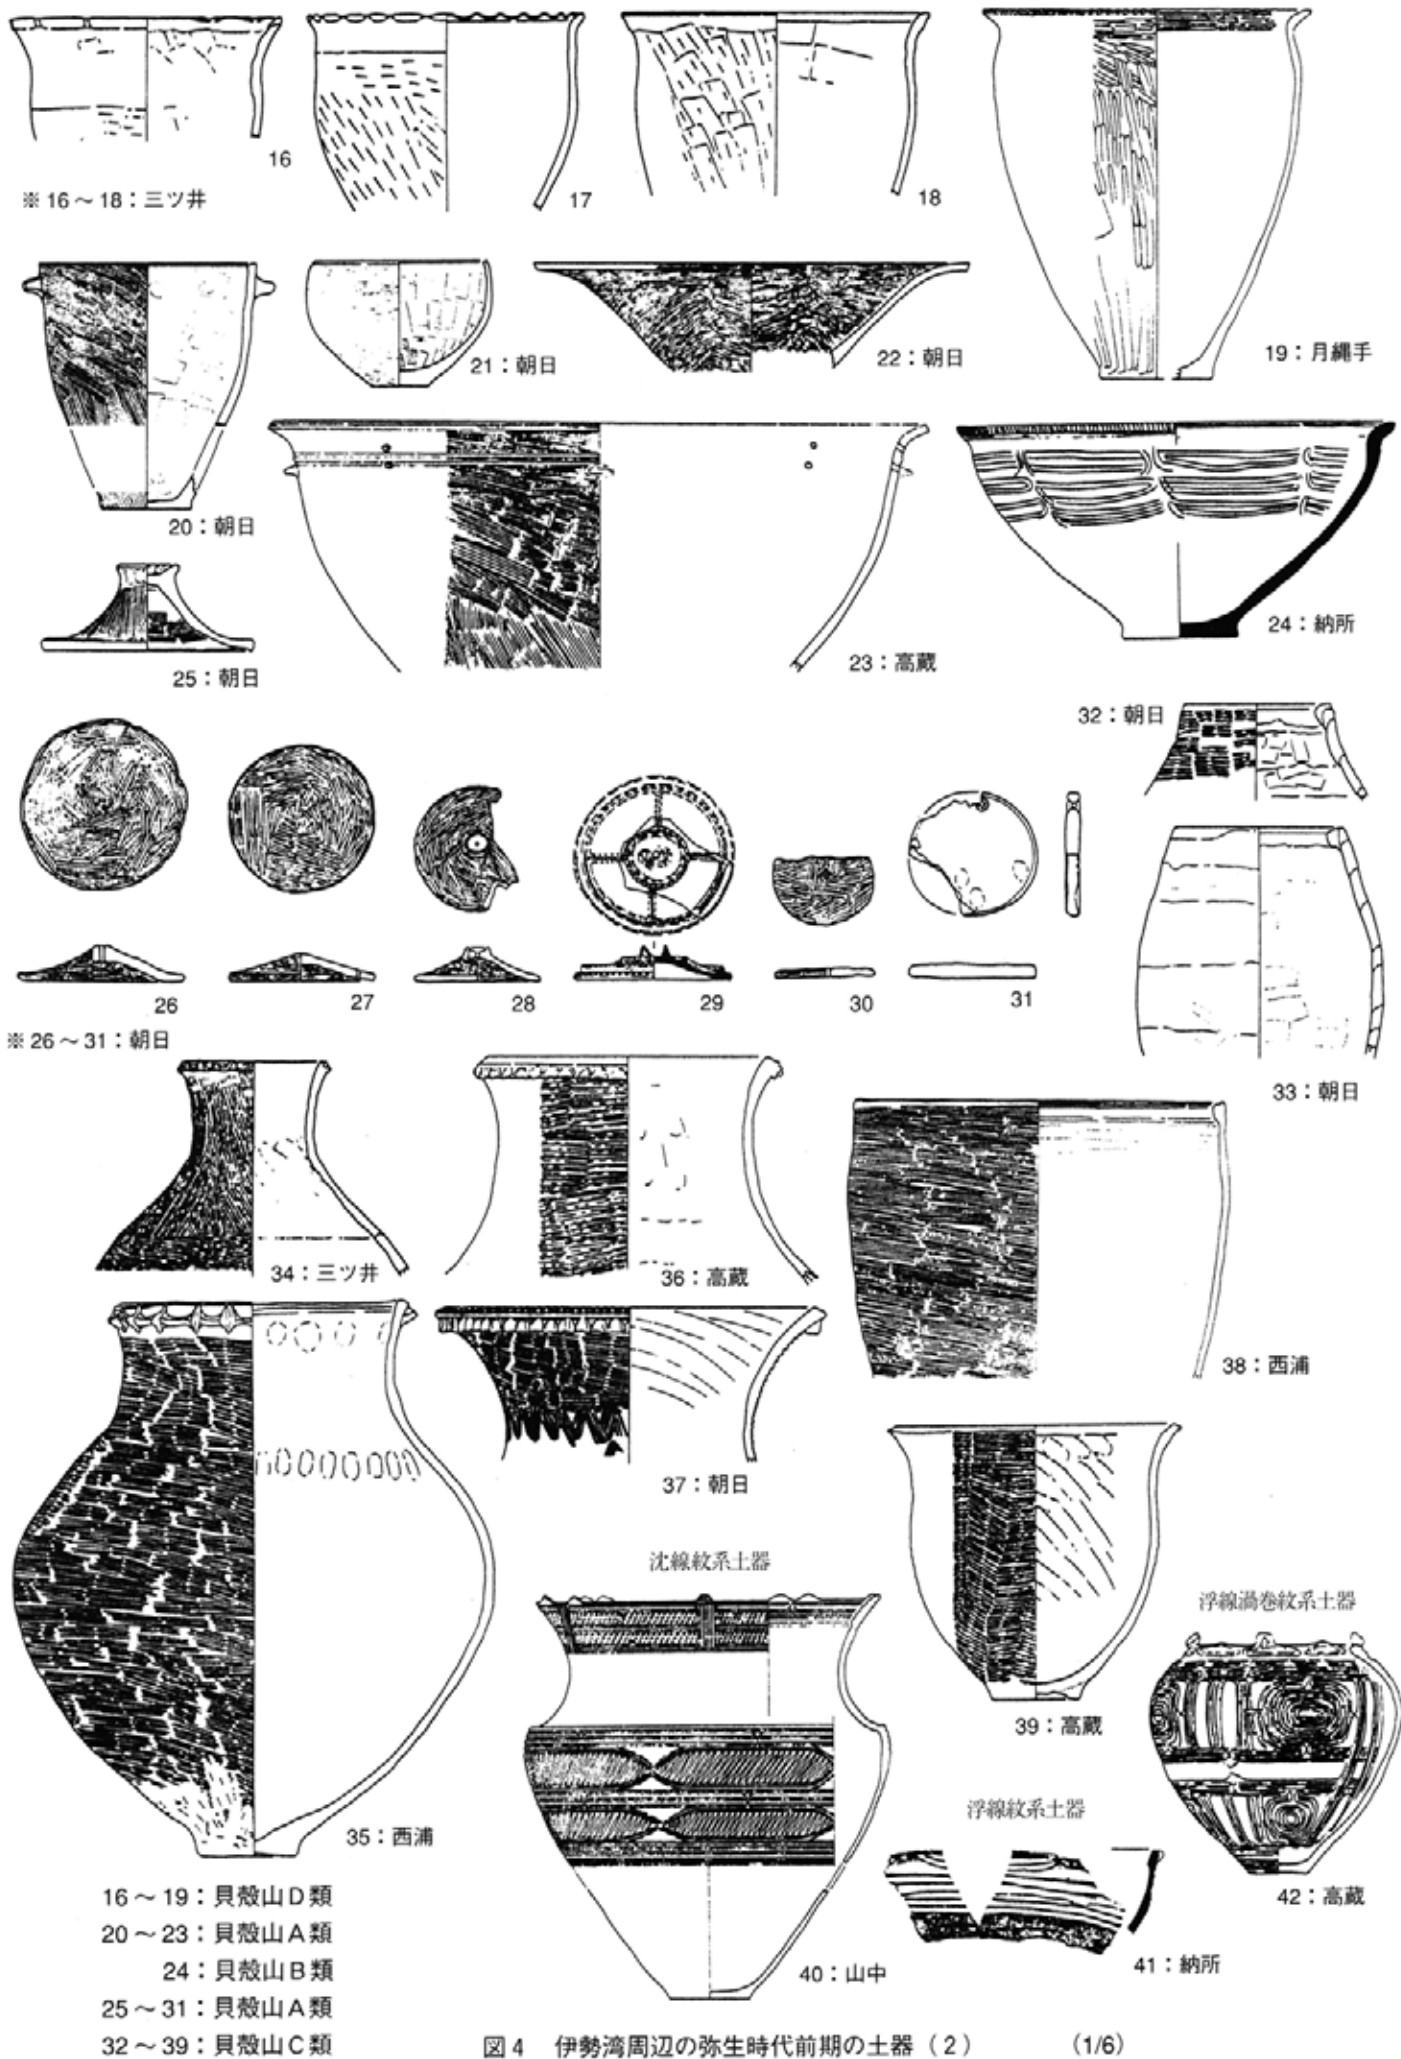 16
17
18
※ 16～18：三ツ井
19：月縄手
20：朝日
21：朝日
22：朝日
23：高蔵
24：納所
25：朝日
32：朝日
26
27
28
29
30
31
※ 26～31：朝日
33：朝日
34：三ツ井
36：高蔵
38：西浦
37：朝日
沈線紋系土器
浮線渦巻紋系土器
39：高蔵
35：西浦
浮線紋系土器
42：高蔵
40：山中
41：納所
16～19：貝殻山D類
20～23：貝殻山A類
24：貝殻山B類
25～31：貝殻山A類
32～39：貝殻山C類
図4 伊勢湾周辺の弥生時代前期の土器（2） (1/6)